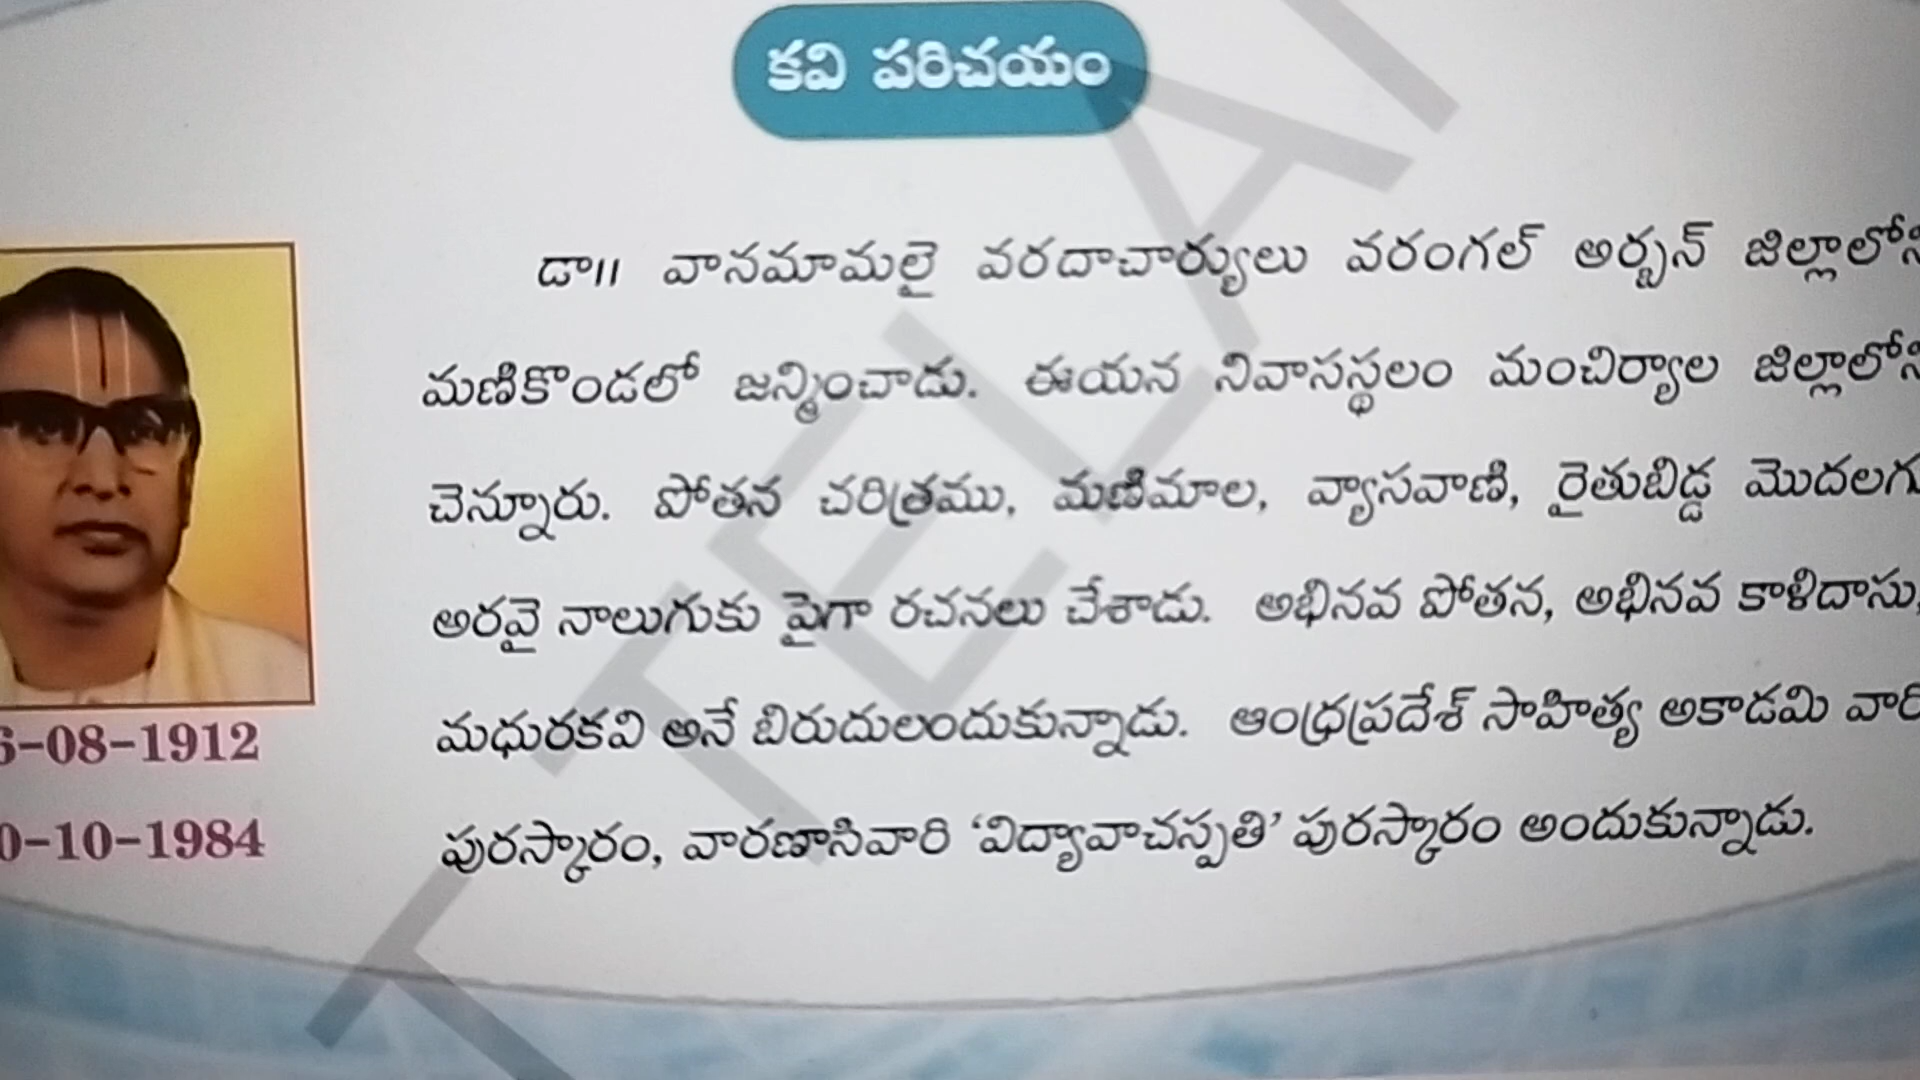 కవి పరిచయం
డా॥ వానమామలై వరదాచార్యులు వరంగల్ అర్బన్ జిల్లాలోని
మణికొండలో జన్మించాడు. ఈయన నివాసస్థలం మంచిర్యాల జిల్లాలోని
చెన్నూరు. పోతన చరిత్రము, మణిమాల, వ్యాసవాణి, రైతుబిడ్డ మొదలగు
అరవై నాలుగుకు పైగా రచనలు చేశాడు. అభినవ పోతన, అభినవ కాళిదాసు,
మధురకవి అనే బిరుదులందుకున్నాడు. ఆంధ్రప్రదేశ్ సాహిత్య అకాడమి వారి
పురస్కారం, వారణాసివారి ‘విద్యావాచస్పతి’ పురస్కారం అందుకున్నాడు.
6-08-1912
0-10-1984